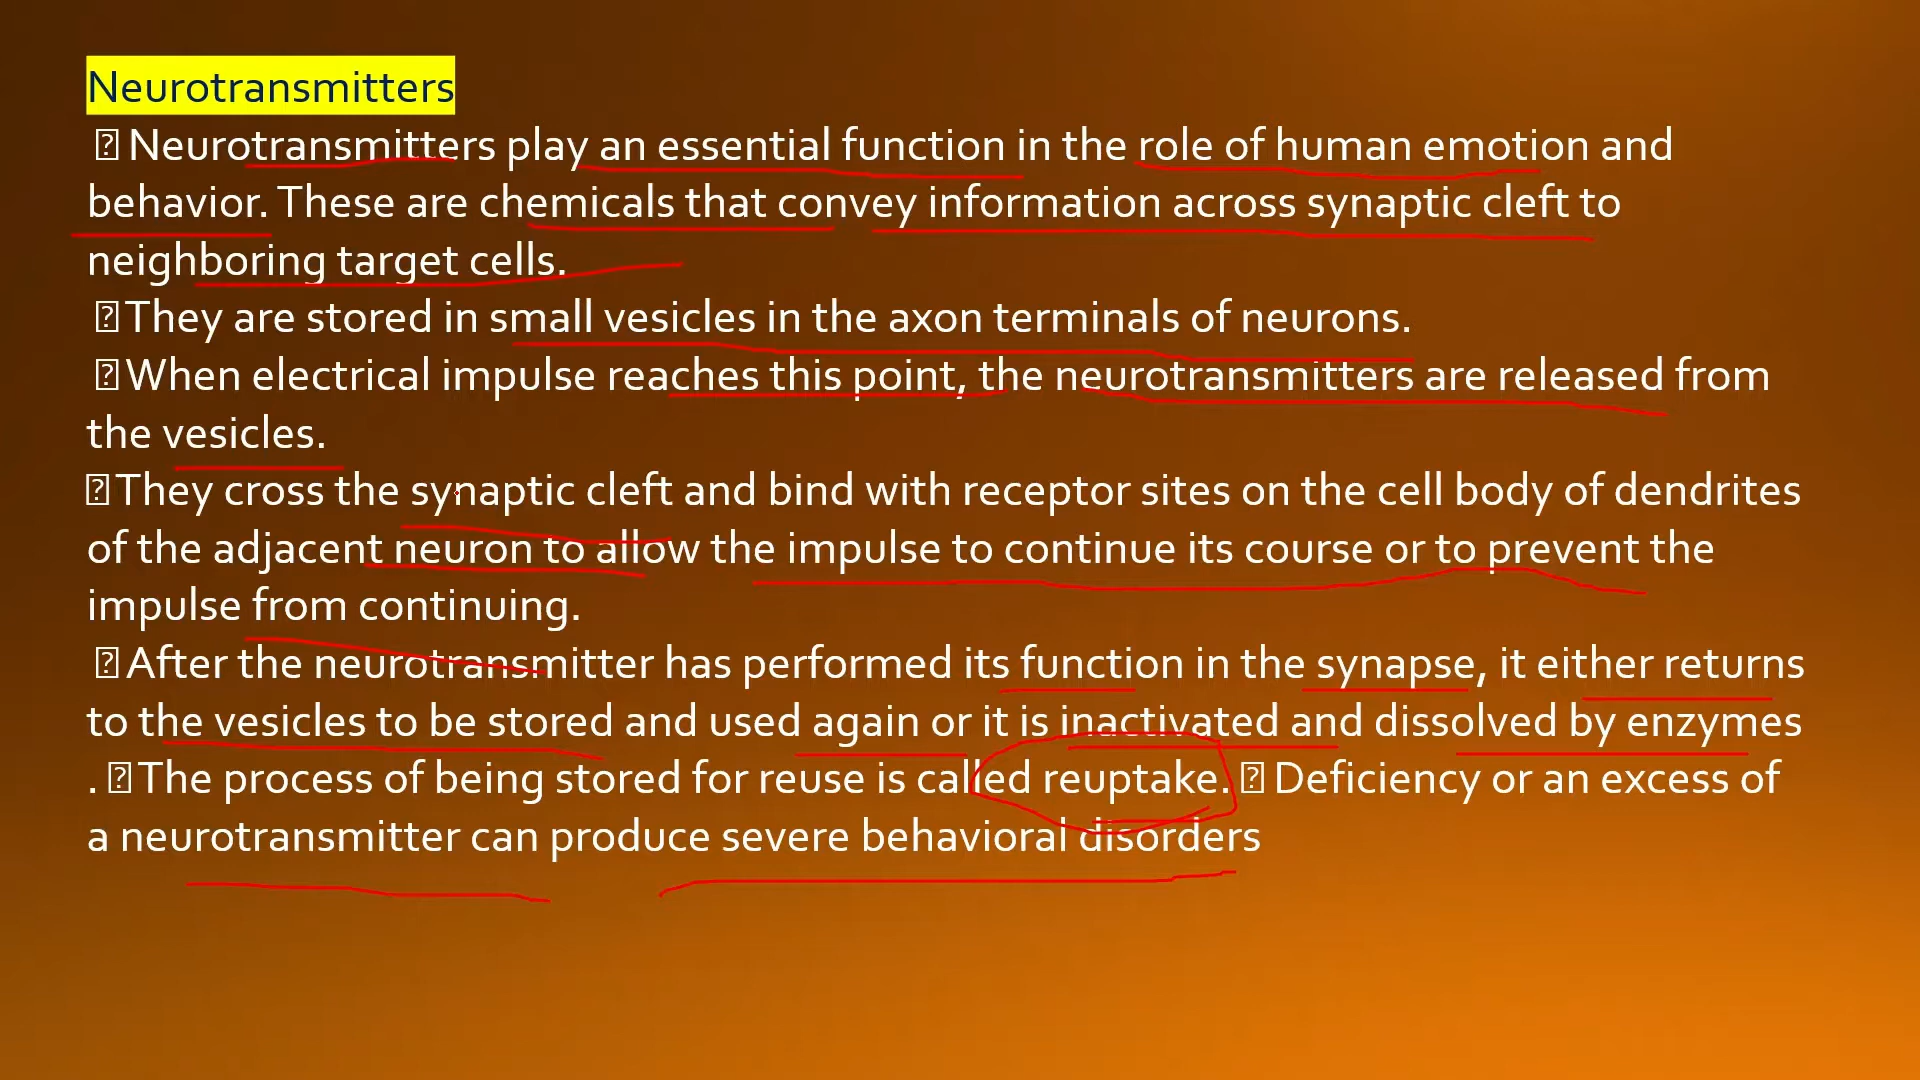 Neurotransmitters
⍰ Neurotransmitters play an essential function in the role of human emotion and
behavior. These are chemicals that convey information across synaptic cleft to
neighboring target cells.
⍰They are stored in small vesicles in the axon terminals of neurons.
⍰When electrical impulse reaches this point, the neurotransmitters are released from
the vesicles.
⍰They cross the synaptic cleft and bind with receptor sites on the cell body of dendrites
of the adjacent neuron to allow the impulse to continue its course or to prevent the
impulse from continuing.
⍰After the neurotransmitter has performed its function in the synapse, it either returns
to the vesicles to be stored and used again or it is inactivated and dissolved by enzymes
. ⍰The process of being stored for reuse is called reuptake. ⍰ Deficiency or an excess of
a neurotransmitter can produce severe behavioral disorders